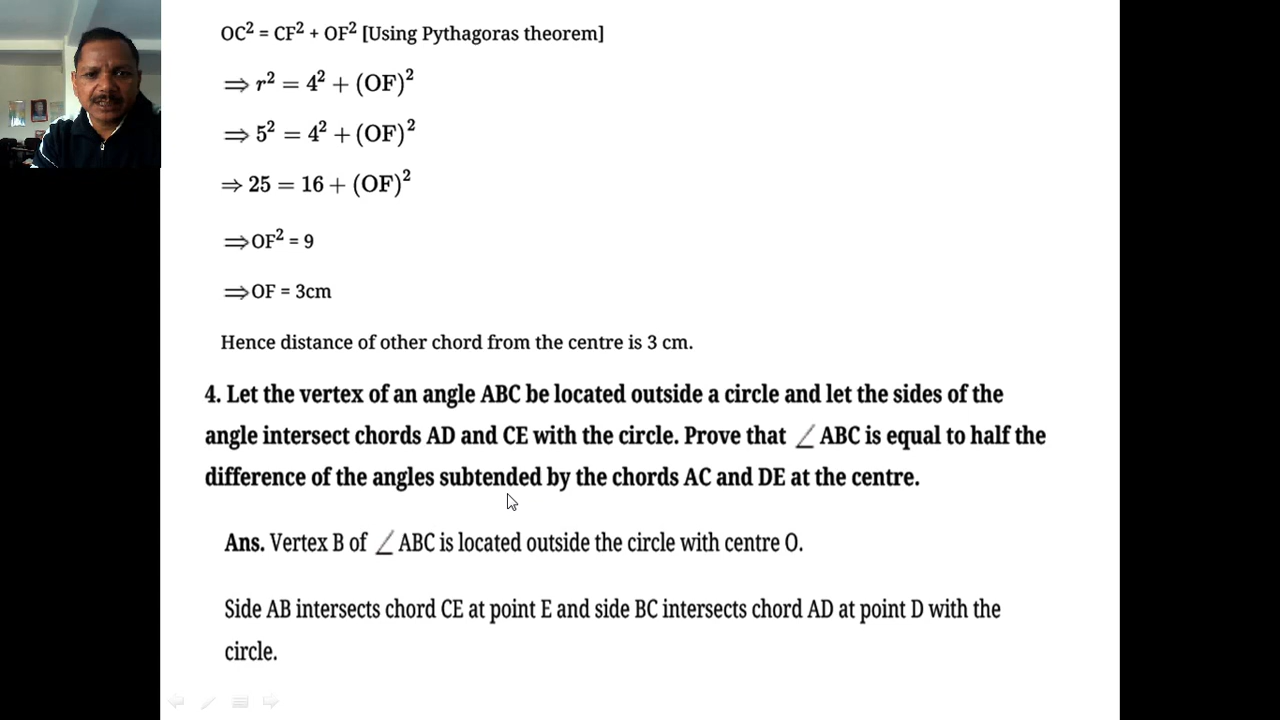 OC² = CF² + OF² [Using Pythagoras theorem]
⇒ r² = 4² + (OF)²
⇒ 5² = 4² + (OF)²
⇒ 25 = 16 + (OF)²
⇒OF² = 9
⇒OF = 3cm
Hence distance of other chord from the centre is 3 cm.
4. Let the vertex of an angle ABC be located outside a circle and let the sides of the
angle intersect chords AD and CE with the circle. Prove that ∠ABC is equal to half the
difference of the angles subtended by the chords AC and DE at the centre.
Ans. Vertex B of ∠ABC is located outside the circle with centre O.
Side AB intersects chord CE at point E and side BC intersects chord AD at point D with the
circle.